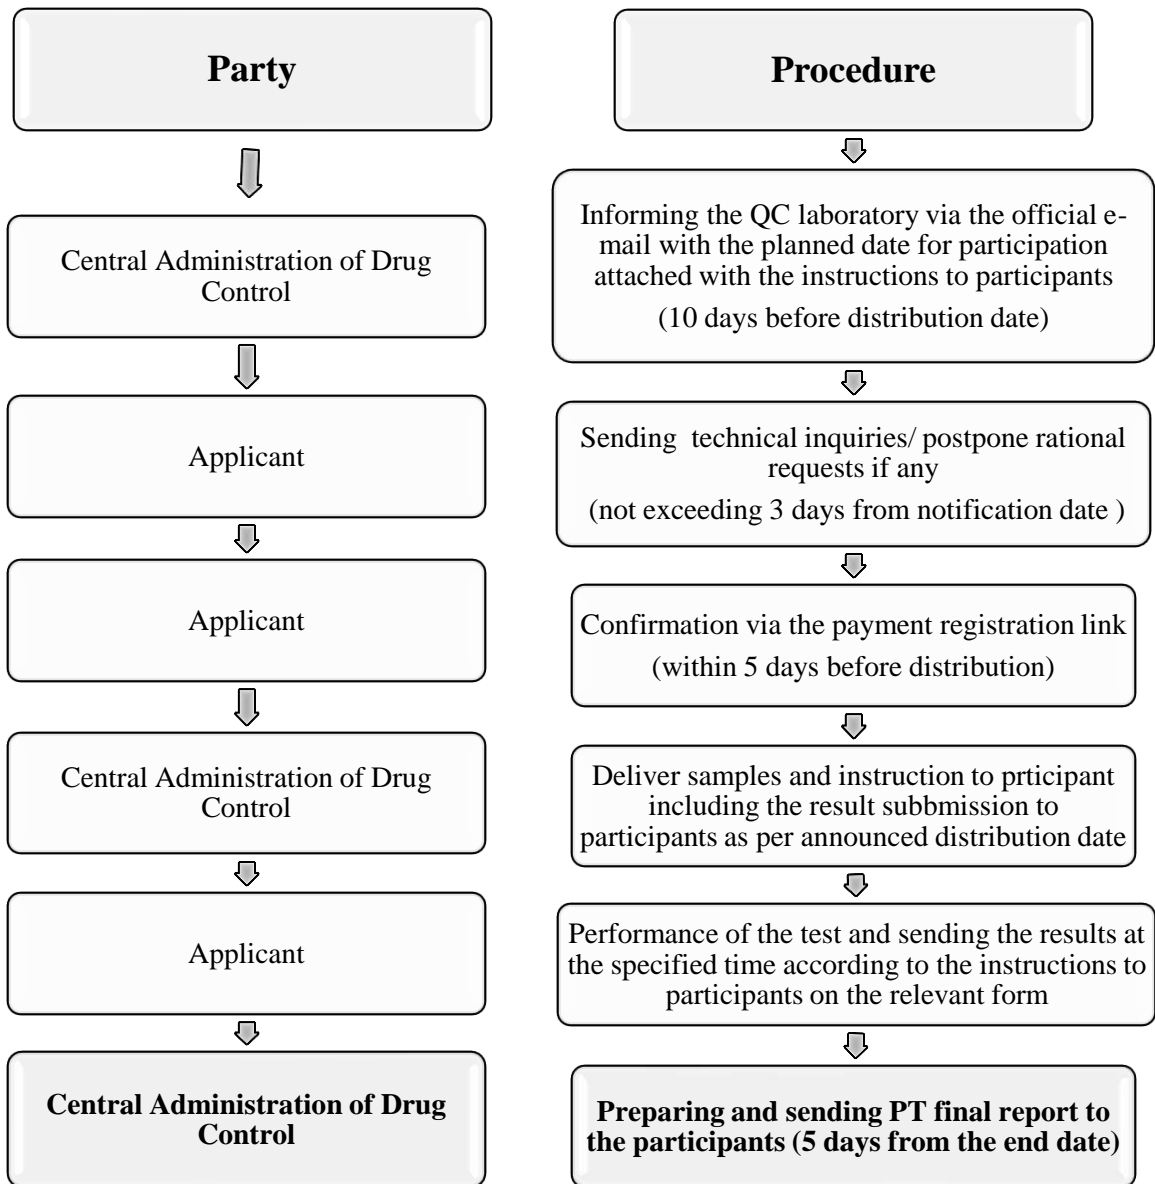 Party
Procedure
Central Administration of Drug
Control
Informing the QC laboratory via the official e-
mail with the planned date for participation
attached with the instructions to participants
(10 days before distribution date)
Applicant
Sending technical inquiries/ postpone rational
requests if any
(not exceeding 3 days from notification date )
Applicant
Confirmation via the payment registration link
(within 5 days before distribution)
Central Administration of Drug
Control
Deliver samples and instruction to prticipant
including the result subbmission to
participants as per announced distribution date
Applicant
Performance of the test and sending the results at
the specified time according to the instructions to
participants on the relevant form
Central Administration of Drug
Control
Preparing and sending PT final report to
the participants (5 days from the end date)